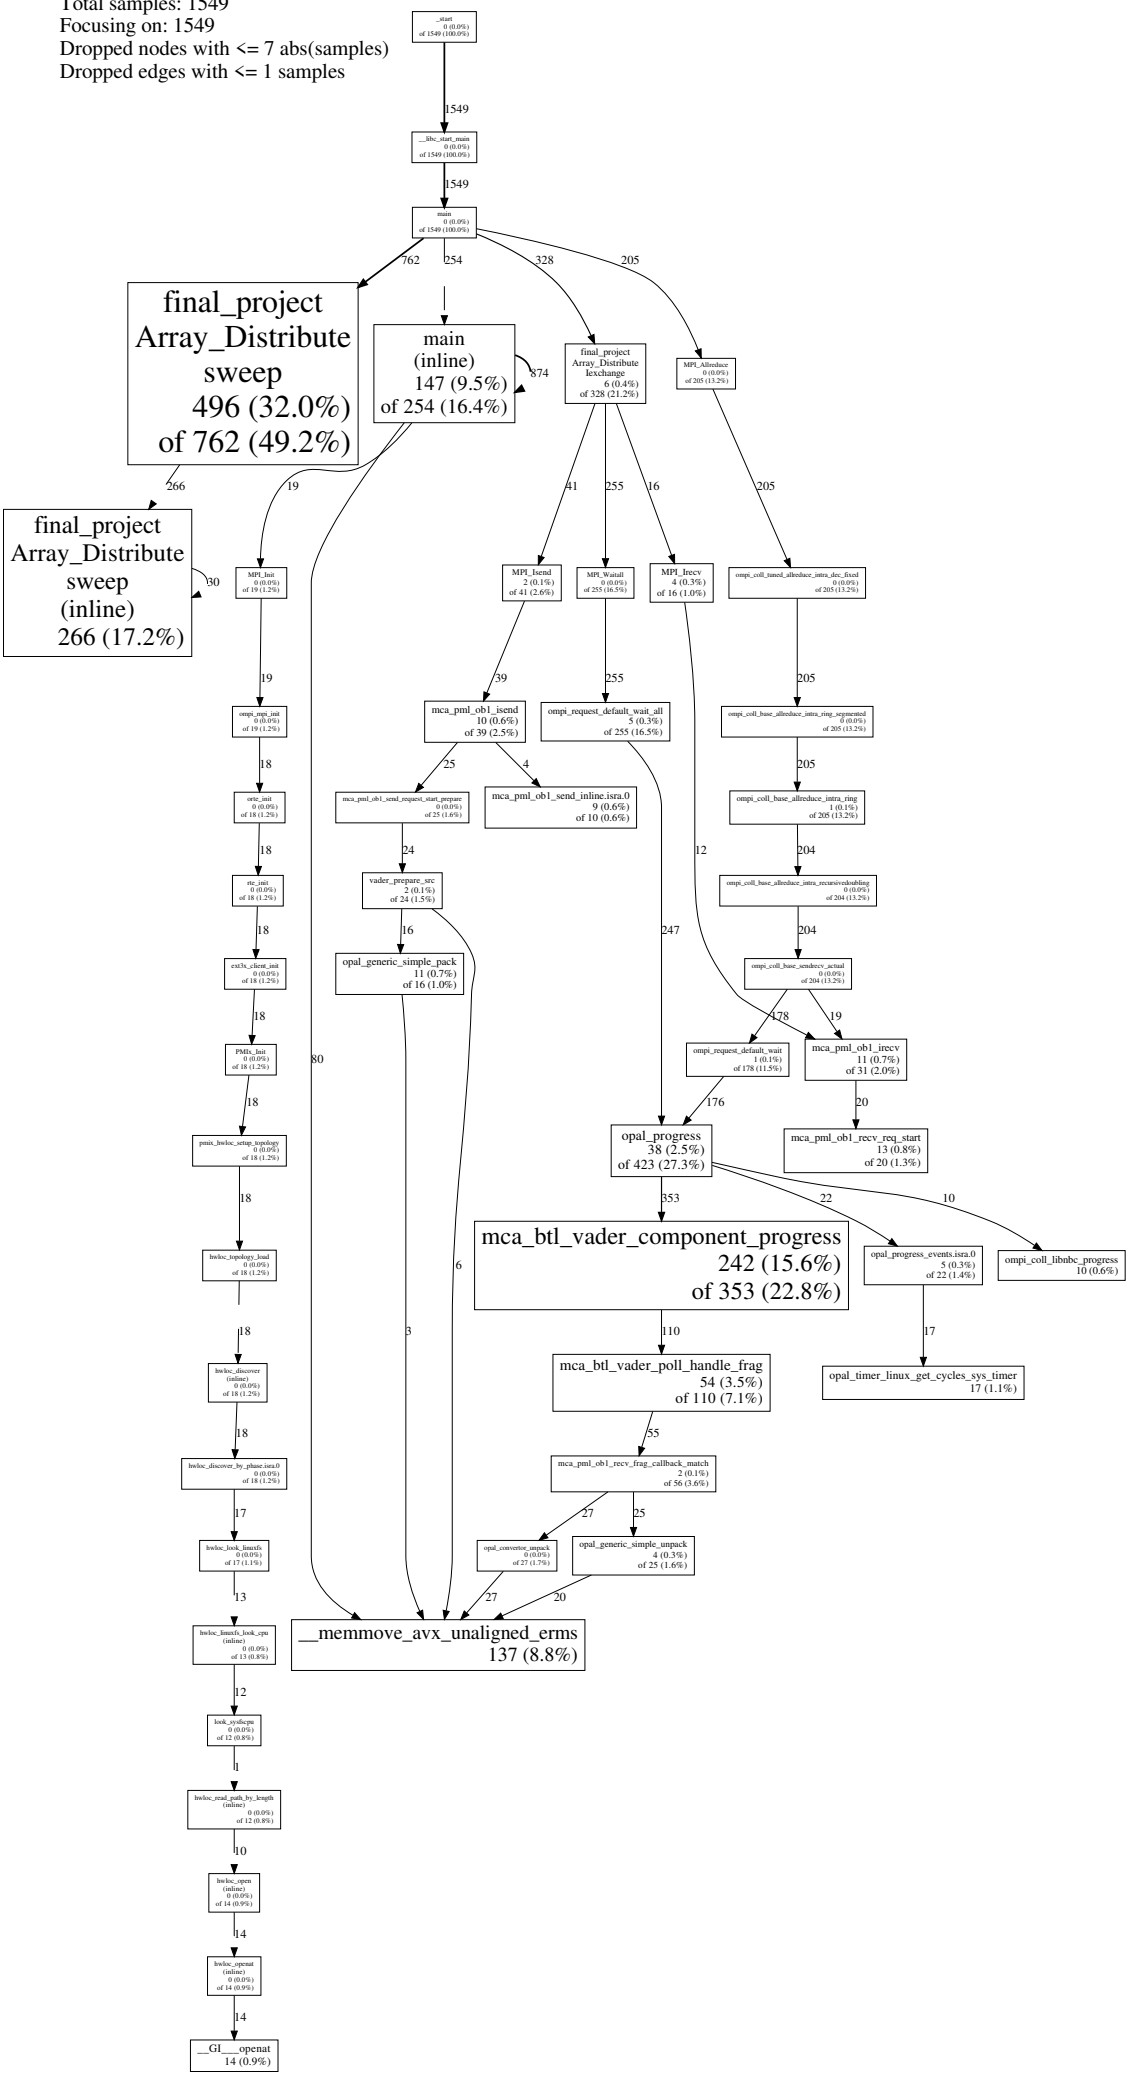 Total samples: 1549
Focusing on: 1549
Dropped nodes with <= 7 abs(samples)
Dropped edges with <= 1 samples
_start
0 (0.0%)
of 1549 (100.0%)
1549
__libc_start_main
0 (0.0%)
of 1549 (100.0%)
1549
main
0 (0.0%)
of 1549 (100.0%)
762
254
328
205
final_project
Array_Distribute
sweep
496 (32.0%)
of 762 (49.2%)
main
(inline)
147 (9.5%)
of 254 (16.4%)
874
final_project
Array_Distribute
Iexchange
6 (0.4%)
of 328 (21.2%)
MPI_Allreduce
0 (0.0%)
of 205 (13.2%)
266
19
41
255
16
205
final_project
Array_Distribute
sweep
(inline)
266 (17.2%)
30
MPI_Init
0 (0.0%)
of 19 (1.2%)
MPI_Isend
2 (0.1%)
of 41 (2.6%)
MPI_Waitall
0 (0.0%)
of 255 (16.5%)
MPI_Irecv
4 (0.3%)
of 16 (1.0%)
ompi_coll_tuned_allreduce_intra_dec_fixed
0 (0.0%)
of 205 (13.2%)
19
39
255
205
ompi_mpi_init
0 (0.0%)
of 19 (1.2%)
mca_pml_ob1_isend
10 (0.6%)
of 39 (2.5%)
ompi_request_default_wait_all
5 (0.3%)
of 255 (16.5%)
ompi_coll_base_allreduce_intra_ring_segmented
0 (0.0%)
of 205 (13.2%)
18
25
4
205
orte_init
0 (0.0%)
of 18 (1.2%)
mca_pml_ob1_send_request_start_prepare
0 (0.0%)
of 25 (1.6%)
mca_pml_ob1_send_inline.isra.0
9 (0.6%)
of 10 (0.6%)
ompi_coll_base_allreduce_intra_ring
1 (0.1%)
of 205 (13.2%)
18
24
12
204
rte_init
0 (0.0%)
of 18 (1.2%)
vader_prepare_src
2 (0.1%)
of 24 (1.5%)
ompi_coll_base_allreduce_intra_recursivedoubling
0 (0.0%)
of 204 (13.2%)
18
16
247
204
ext3x_client_init
0 (0.0%)
of 18 (1.2%)
opal_generic_simple_pack
11 (0.7%)
of 16 (1.0%)
ompi_coll_base_sendrecv_actual
0 (0.0%)
of 204 (13.2%)
18
178
19
PMIx_Init
0 (0.0%)
of 18 (1.2%)
80
ompi_request_default_wait
1 (0.1%)
of 178 (11.5%)
mca_pml_ob1_irecv
11 (0.7%)
of 31 (2.0%)
18
176
20
pmix_hwloc_setup_topology
0 (0.0%)
of 18 (1.2%)
opal_progress
38 (2.5%)
of 423 (27.3%)
mca_pml_ob1_recv_req_start
13 (0.8%)
of 20 (1.3%)
18
353
22
10
hwloc_topology_load
0 (0.0%)
of 18 (1.2%)
6
mca_btl_vader_component_progress
242 (15.6%)
of 353 (22.8%)
opal_progress_events.isra.0
5 (0.3%)
of 22 (1.4%)
ompi_coll_libnbc_progress
10 (0.6%)
18
3
110
17
hwloc_discover
(inline)
0 (0.0%)
of 18 (1.2%)
mca_btl_vader_poll_handle_frag
54 (3.5%)
of 110 (7.1%)
opal_timer_linux_get_cycles_sys_timer
17 (1.1%)
18
55
hwloc_discover_by_phase.isra.0
0 (0.0%)
of 18 (1.2%)
mca_pml_ob1_recv_frag_callback_match
2 (0.1%)
of 56 (3.6%)
17
27
25
hwloc_look_linuxfs
0 (0.0%)
of 17 (1.1%)
opal_convertor_unpack
0 (0.0%)
of 27 (1.7%)
opal_generic_simple_unpack
4 (0.3%)
of 25 (1.6%)
13
27
20
hwloc_linuxfs_look_cpu
(inline)
0 (0.0%)
of 13 (0.8%)
__memmove_avx_unaligned_erms
137 (8.8%)
12
look_sysfscpu
0 (0.0%)
of 12 (0.8%)
1
hwloc_read_path_by_length
(inline)
0 (0.0%)
of 12 (0.8%)
10
hwloc_open
(inline)
0 (0.0%)
of 14 (0.9%)
14
hwloc_openat
(inline)
0 (0.0%)
of 14 (0.9%)
14
__GI___openat
14 (0.9%)